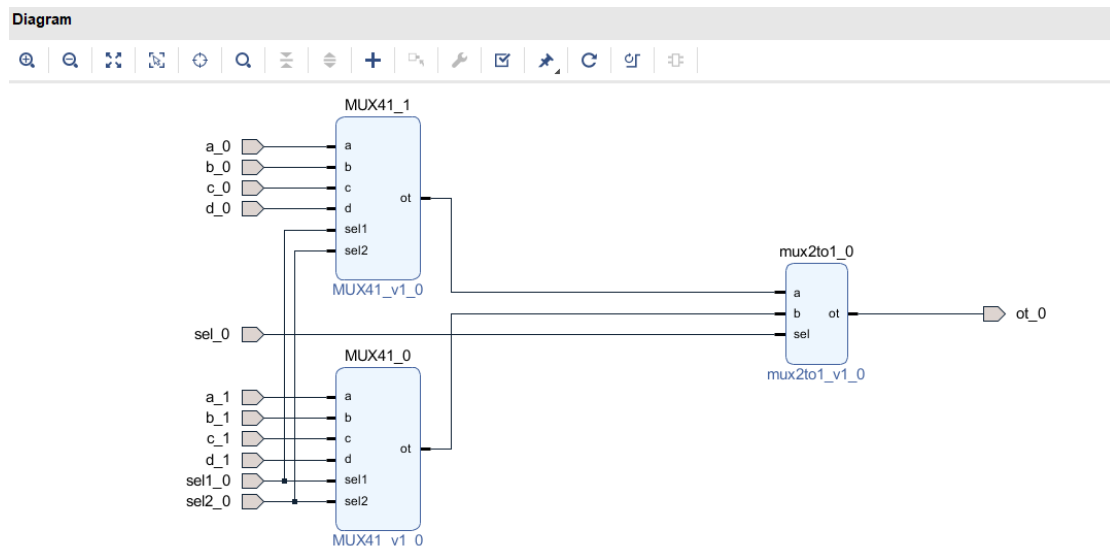 Diagram
MUX41_1
a_0
b_0
c_0
d_0
a
b
c
d
sel1
sel2
ot
MUX41_v1_0
sel_0
MUX41_0
a_1
b_1
c_1
d_1
sel1_0
sel2_0
a
b
c
d
sel1
sel2
ot
MUX41_v1_0
mux2to1_0
a
b
sel
ot
mux2to1_v1_0
ot_0